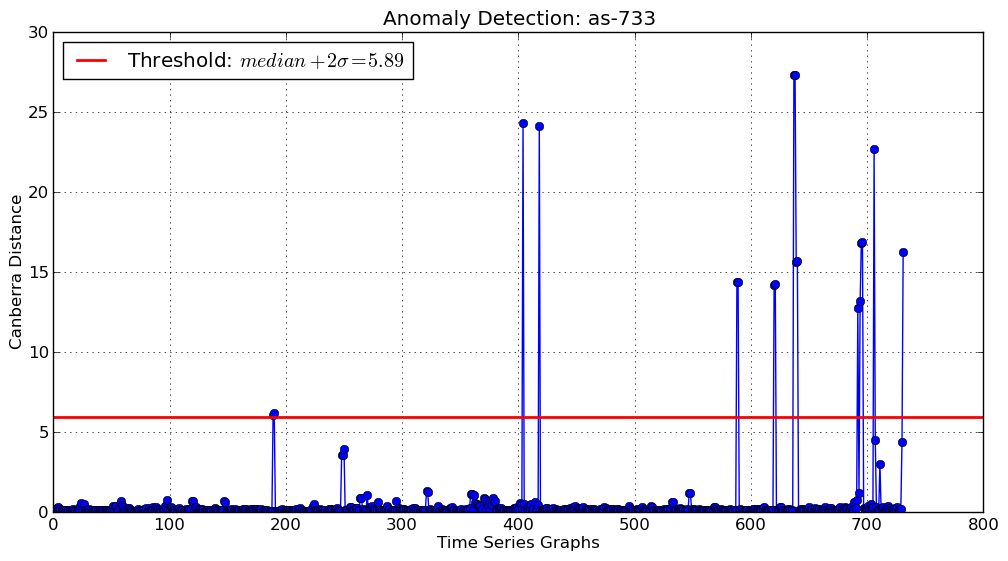 Anomaly Detection: as-733
Threshold: median + 2σ = 5.89
30
25
20
15
10
5
0
Canberra Distance
0 100 200 300 400 500 600 700 800
Time Series Graphs